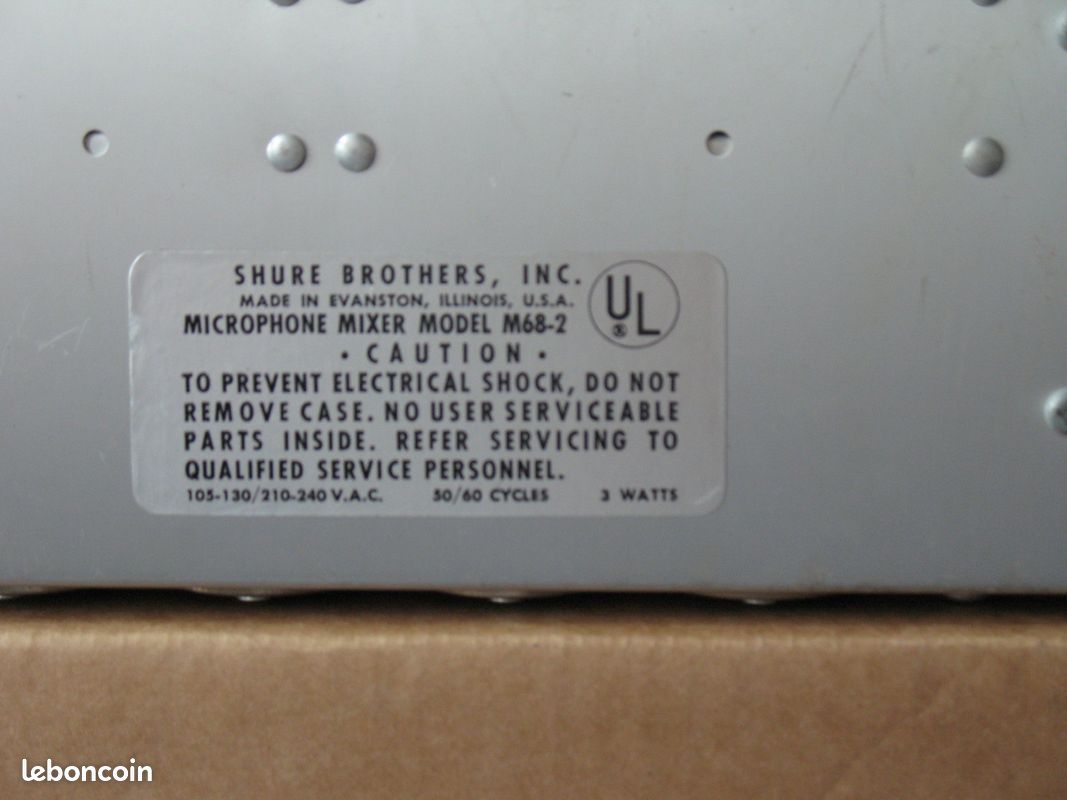 SHURE BROTHERS, INC.
MADE IN EVANSTON, ILLINOIS, U.S.A.
MICROPHONE MIXER MODEL M68-2
UL
®
• CAUTION •
TO PREVENT ELECTRICAL SHOCK, DO NOT
REMOVE CASE. NO USER SERVICEABLE
PARTS INSIDE. REFER SERVICING TO
QUALIFIED SERVICE PERSONNEL.
105-130/210-240 V.A.C. 50/60 CYCLES 3 WATTS
leboncoin